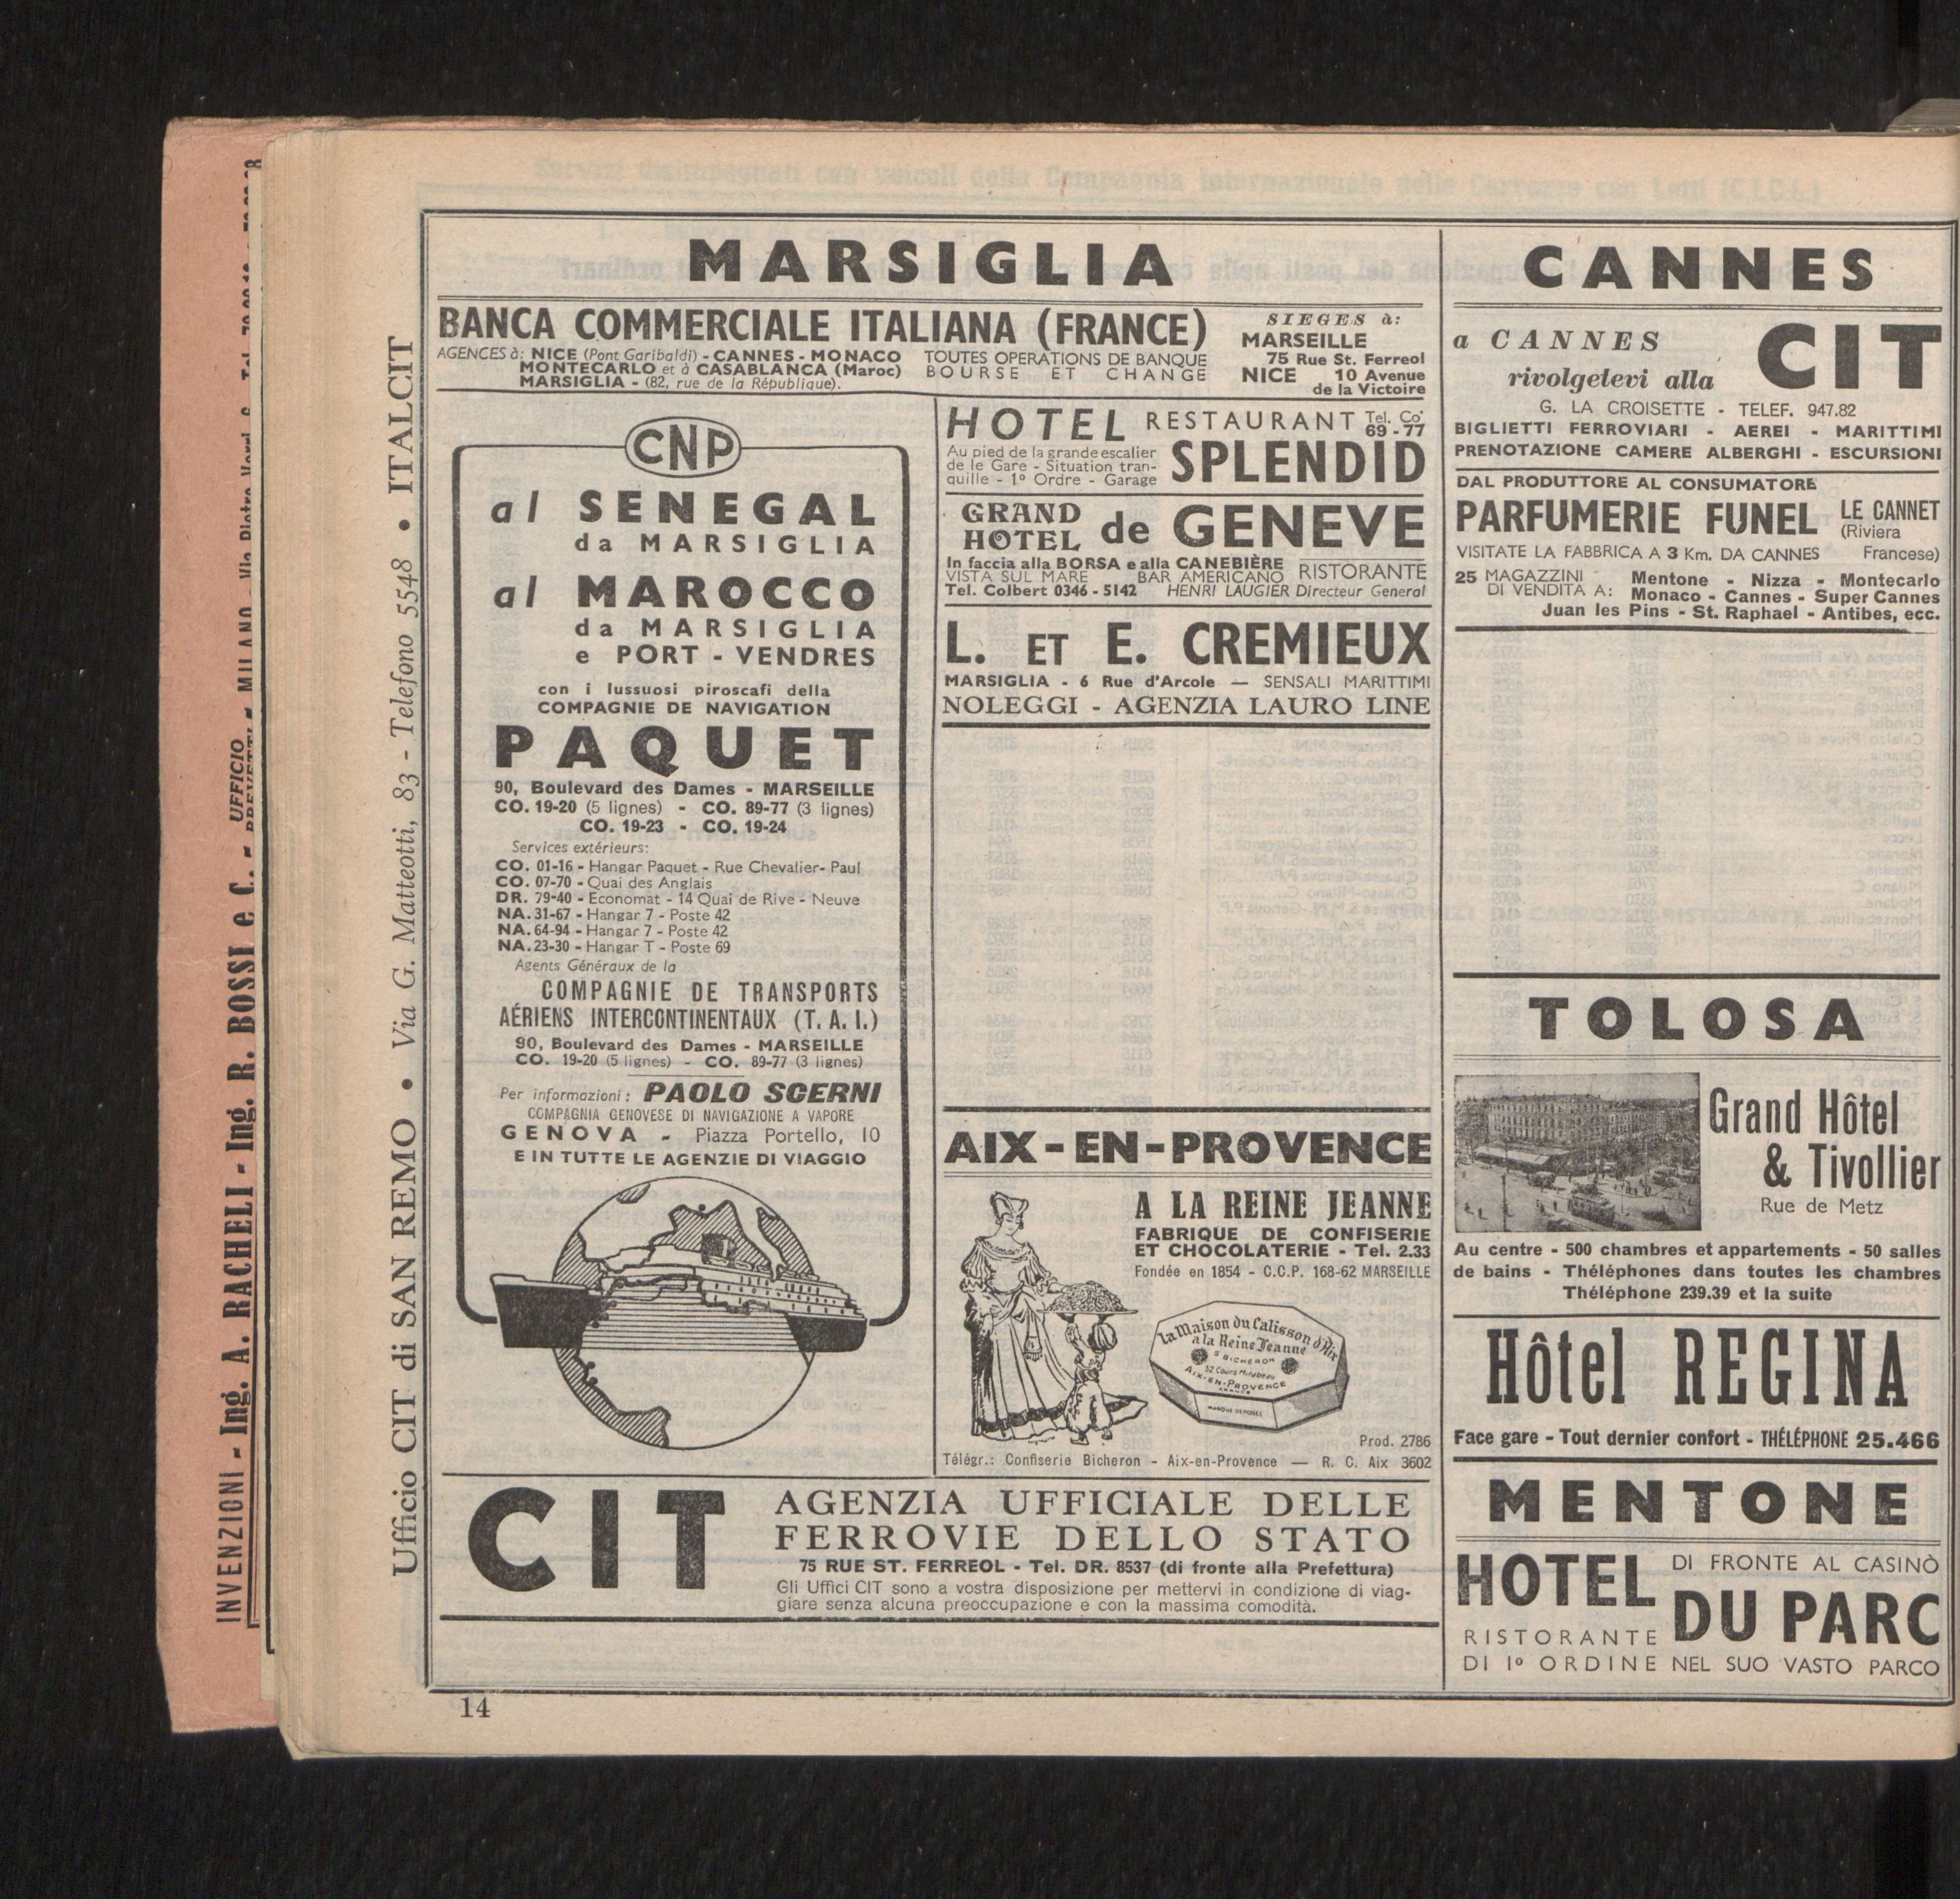 MARSIGLIA
BANCA COMMERCIALE ITALIANA (FRANCE)
AGENCES à: NICE (Pont Garibaldi) - CANNES - MONACO
MONTECARLO et à CASABLANCA (Maroc)
MARSIGLIA - (82, rue de la République).
TOUTES OPERATIONS DE BANQUE
BOURSE ET CHANGE
SIEGES à:
MARSEILLE
75 Rue St. Ferreol
NICE 10 Avenue
de la Victoire
CNP
al SENEGAL
da MARSIGLIA
al MAROCCO
da MARSIGLIA
e PORT - VENDRES
con i lussuosi piroscafi della
COMPAGNIE DE NAVIGATION
PAQUET
90, Boulevard des Dames - MARSEILLE
CO. 19-20 (5 lignes) - CO. 89-77 (3 lignes)
CO. 19-23 - CO. 19-24
Services extérieurs:
CO. 01-16 - Hangar Paquet - Rue Chevalier- Paul
CO. 07-70 - Quai des Anglais
DR. 79-40 - Economat - 14 Quai de Rive - Neuve
NA. 31-67 - Hangar 7 - Poste 42
NA. 64-94 - Hangar 7 - Poste 42
NA. 23-30 - Hangar T - Poste 69
Agents Généraux de la
COMPAGNIE DE TRANSPORTS
AÉRIENS INTERCONTINENTAUX (T. A. I.)
90, Boulevard des Dames - MARSEILLE
CO. 19-20 (5 lignes) - CO. 89-77 (3 lignes)
Per informazioni: PAOLO SCERNI
COMPAGNIA GENOVESE DI NAVIGAZIONE A VAPORE
GENOVA - Piazza Portello, 10
E IN TUTTE LE AGENZIE DI VIAGGIO
HOTEL RESTAURANT Tel. Co.
69-77
Au pied de la grande escalier
de le Gare - Situation tran-
quille - 1º Ordre - Garage
SPLENDID
GRAND
HOTEL
de GENEVE
In faccia alla BORSA e alla CANEBIÈRE
VISTA SUL MARE BAR AMERICANO RISTORANTE
Tel. Colbert 0346 - 5142 HENRI LAUGIER Directeur General
L. ET E. CREMIEUX
MARSIGLIA - 6 Rue d'Arcole — SENSALI MARITTIMI
NOLEGGI - AGENZIA LAURO LINE
AIX-EN-PROVENCE
A LA REINE JEANNE
FABRIQUE DE CONFISERIE
ET CHOCOLATERIE - Tel. 2.33
Fondée en 1854 - C.C.P. 168-62 MARSEILLE
La Maison du Calisson d'Aix
à la Reine Jeanne
BICHERON
52 Cours Mirabeau
AIX-EN-PROVENCE
MARQUE DEPOSÉE
Prod. 2786
Télégr.: Confiserie Bicheron - Aix-en-Provence — R. C. Aix 3602
CIT
AGENZIA UFFICIALE DELLE
FERROVIE DELLO STATO
75 RUE ST. FERREOL - Tel. DR. 8537 (di fronte alla Prefettura)
Gli Uffici CIT sono a vostra disposizione per mettervi in condizione di viag-
giare senza alcuna preoccupazione e con la massima comodità.
CANNES
a CANNES
rivolgetevi alla
CIT
G. LA CROISETTE - TELEF. 947.82
BIGLIETTI FERROVIARI - AEREI - MARITTIMI
PRENOTAZIONE CAMERE ALBERGHI - ESCURSIONI
DAL PRODUTTORE AL CONSUMATORE
PARFUMERIE FUNEL
LE CANNET
(Riviera
Francese)
VISITATE LA FABBRICA A 3 Km. DA CANNES
25 MAGAZZINI
DI VENDITA A:
Mentone - Nizza - Montecarlo
Monaco - Cannes - Super Cannes
Juan les Pins - St. Raphael - Antibes, ecc.
TOLOSA
Grand Hôtel
& Tivollier
Rue de Metz
Au centre - 500 chambres et appartements - 50 salles
de bains - Théléphones dans toutes les chambres
Théléphone 239.39 et la suite
Hôtel REGINA
Face gare - Tout dernier confort - THÉLÉPHONE 25.466
MENTONE
HOTEL
DI FRONTE AL CASINÒ
DU PARC
RISTORANTE
DI Iº ORDINE NEL SUO VASTO PARCO
14
Ufficio CIT di SAN REMO • Via G. Matteotti, 83 - Telefono 5548 • ITALCIT
INVENZIONI - Ing. A. RACHELI - Ing. R. BOSSI e C. - UFFICIO